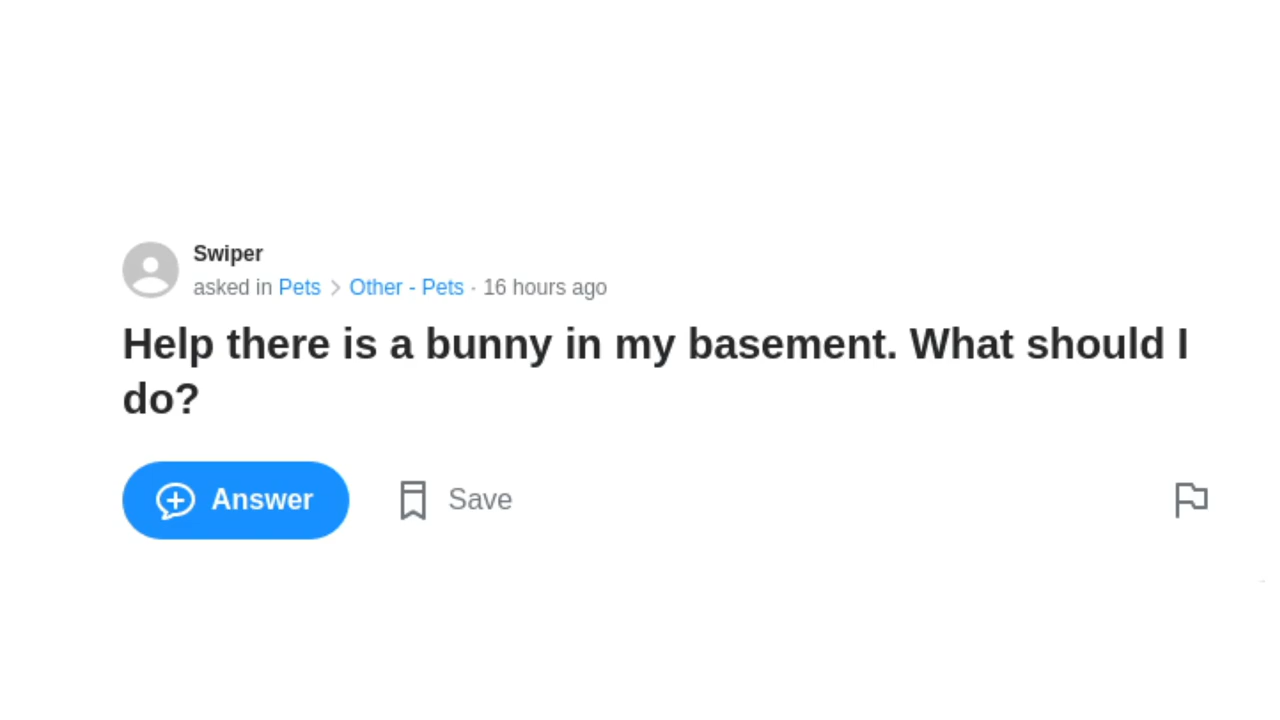 Swiper
asked in Pets > Other - Pets · 16 hours ago
Help there is a bunny in my basement. What should I
do?
Answer Save